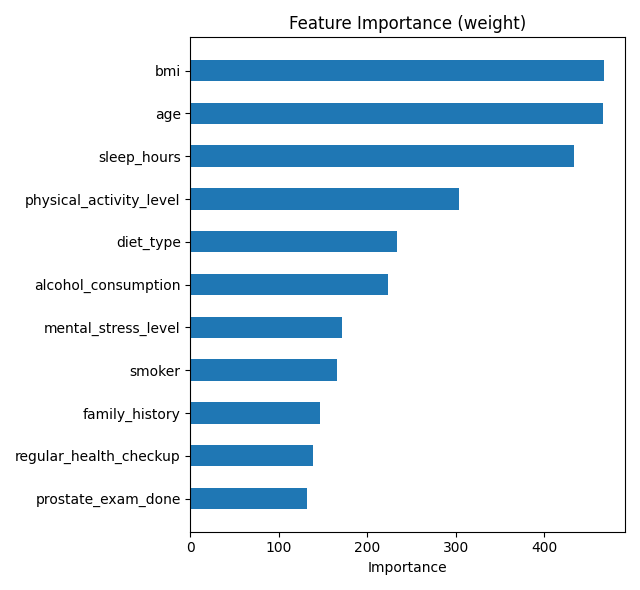 Feature Importance (weight)
bmi
age
sleep_hours
physical_activity_level
diet_type
alcohol_consumption
mental_stress_level
smoker
family_history
regular_health_checkup
prostate_exam_done
0 100 200 300 400
Importance